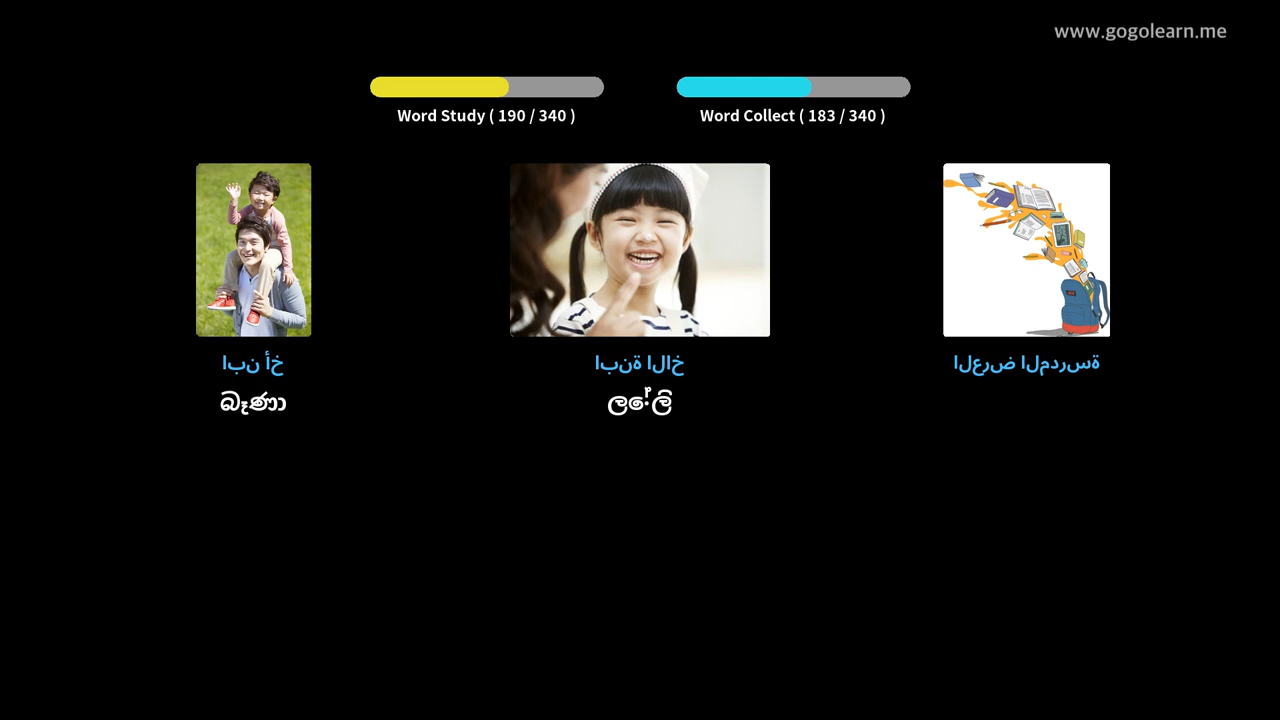 www.gogolearn.me
Word Study ( 190 / 340 )
Word Collect ( 183 / 340 )
ابن أخ
ابنة الاخ
العرض المدرسة
බෑණා
ලේලි